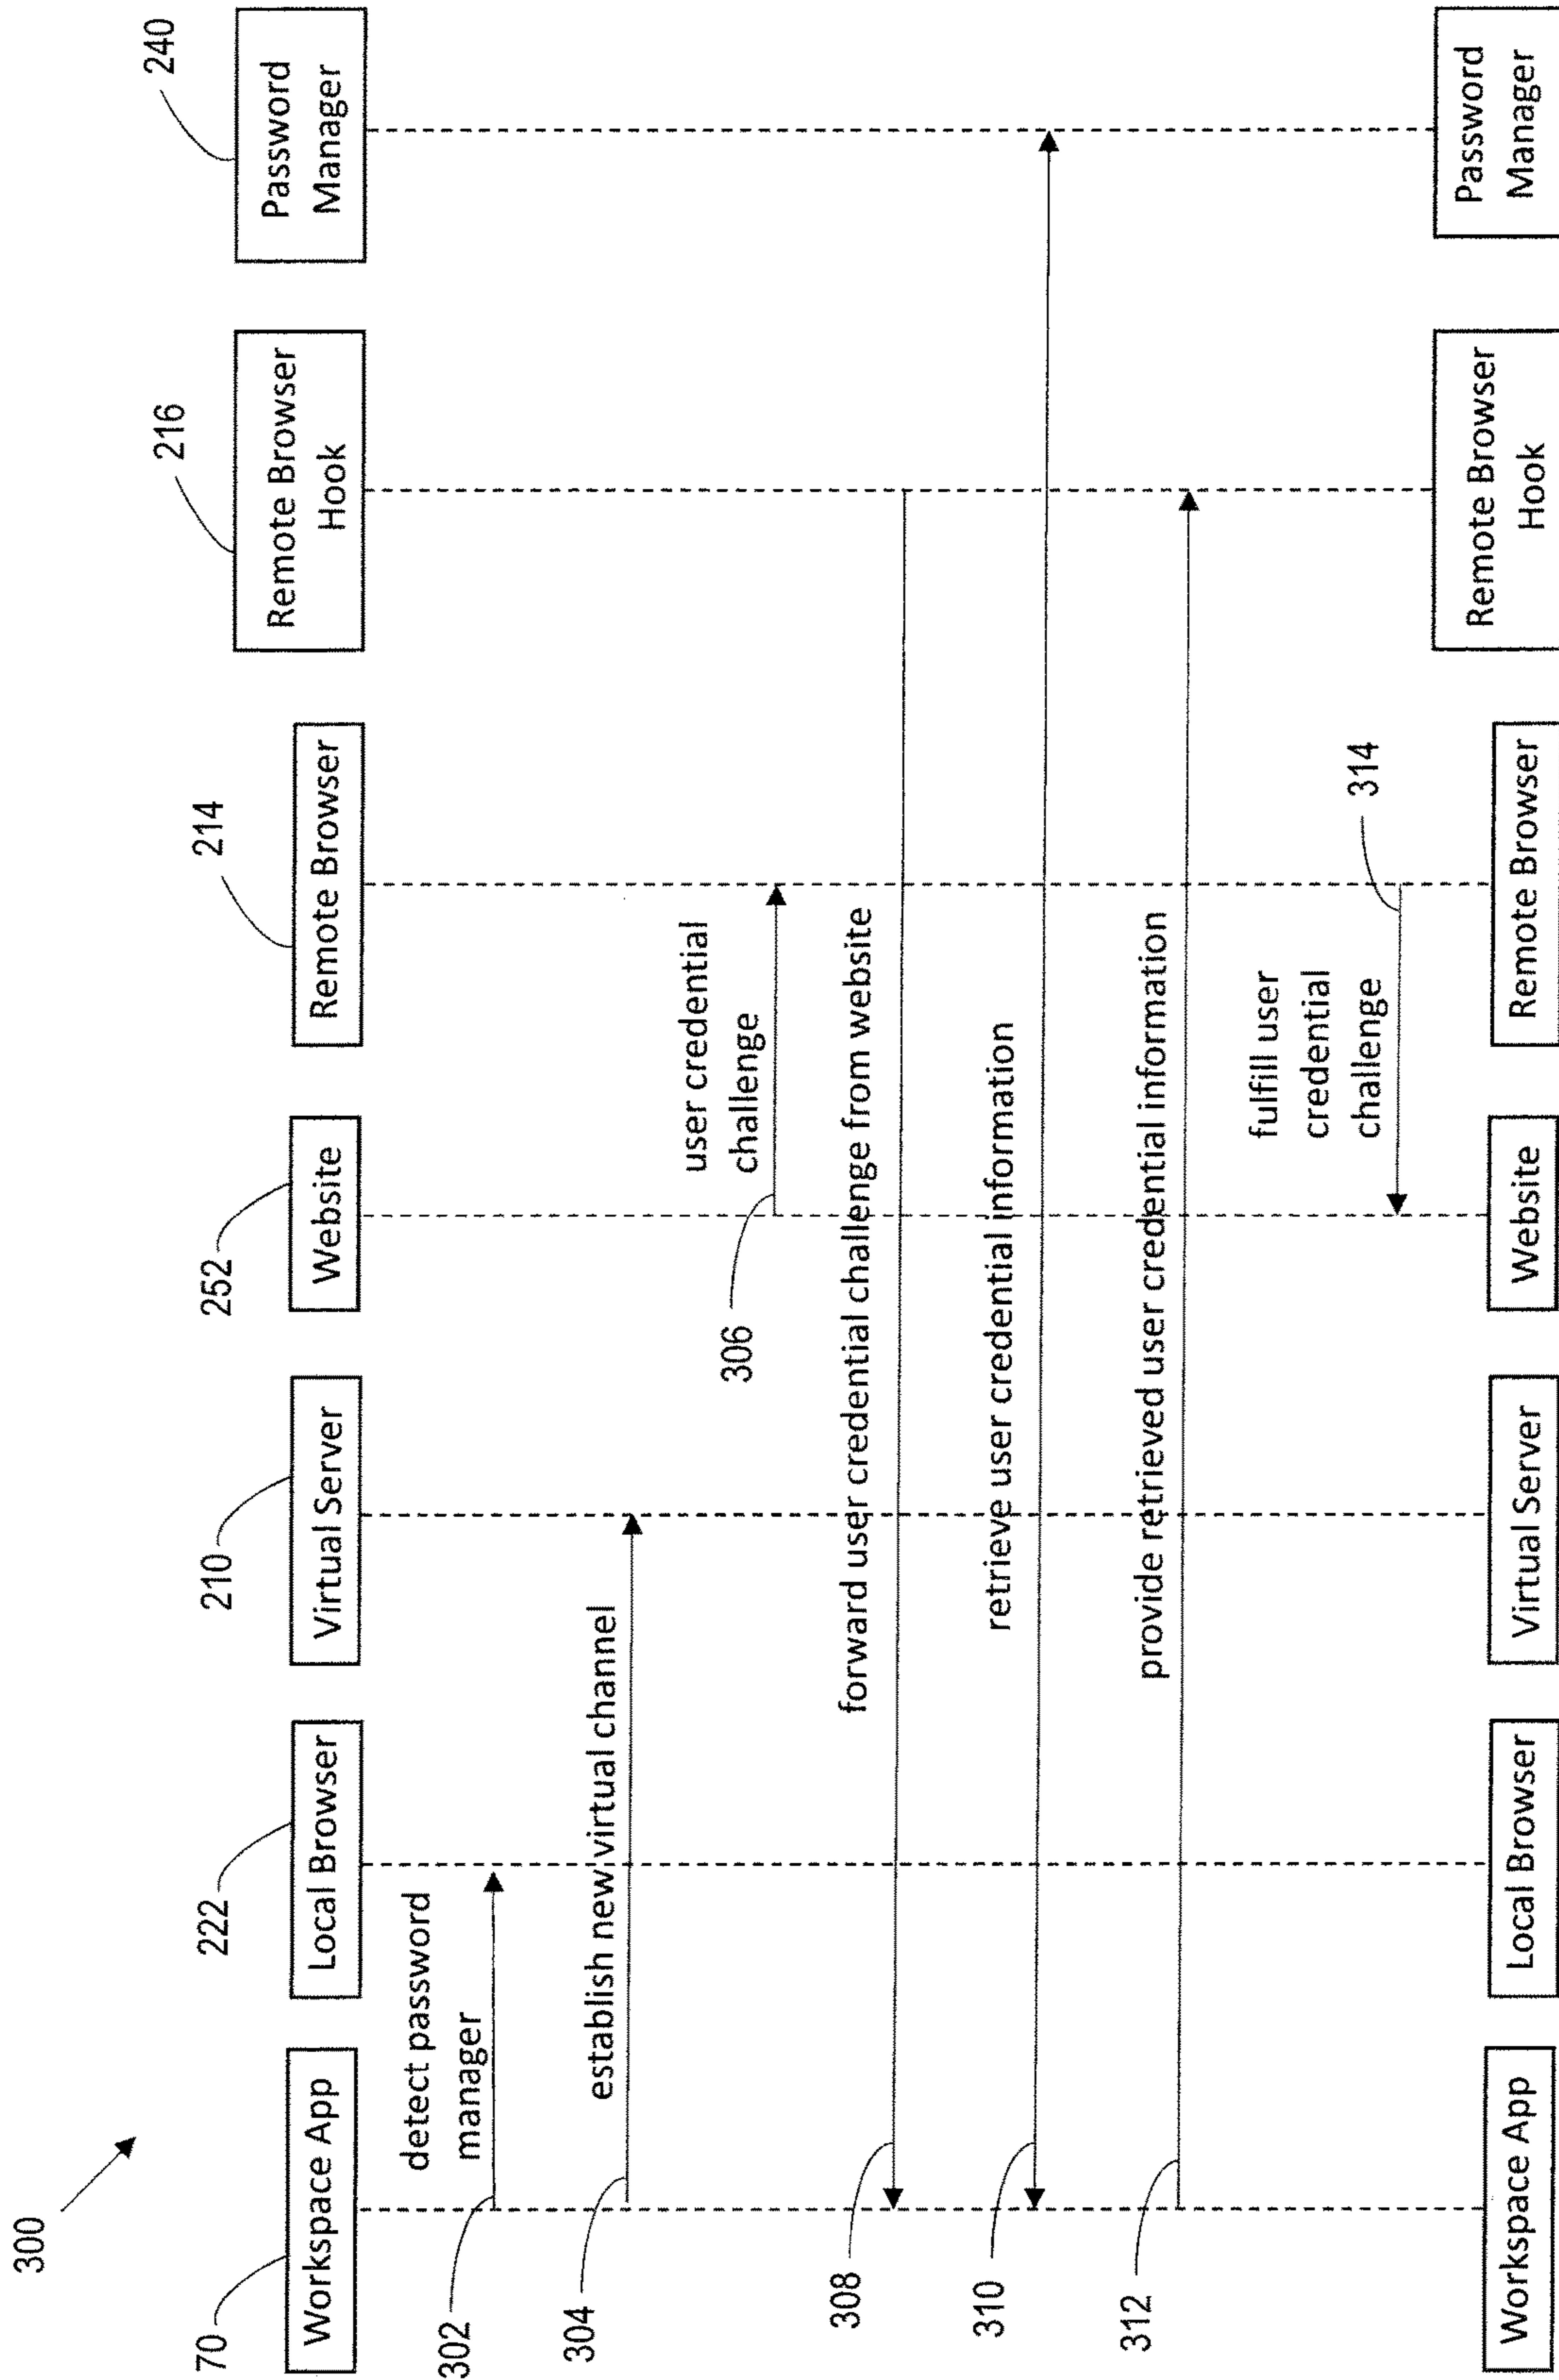 300
70
222
210
252
214
216
240
Workspace App
Local Browser
Virtual Server
Website
Remote Browser
Remote Browser
Hook
Password
Manager
302
detect password
manager
304
establish new virtual channel
306
user credential
challenge
308
forward user credential challenge from website
310
retrieve user credential information
312
provide retrieved user credential information
fulfill user
credential
challenge
314
Workspace App
Local Browser
Virtual Server
Website
Remote Browser
Remote Browser
Hook
Password
Manager